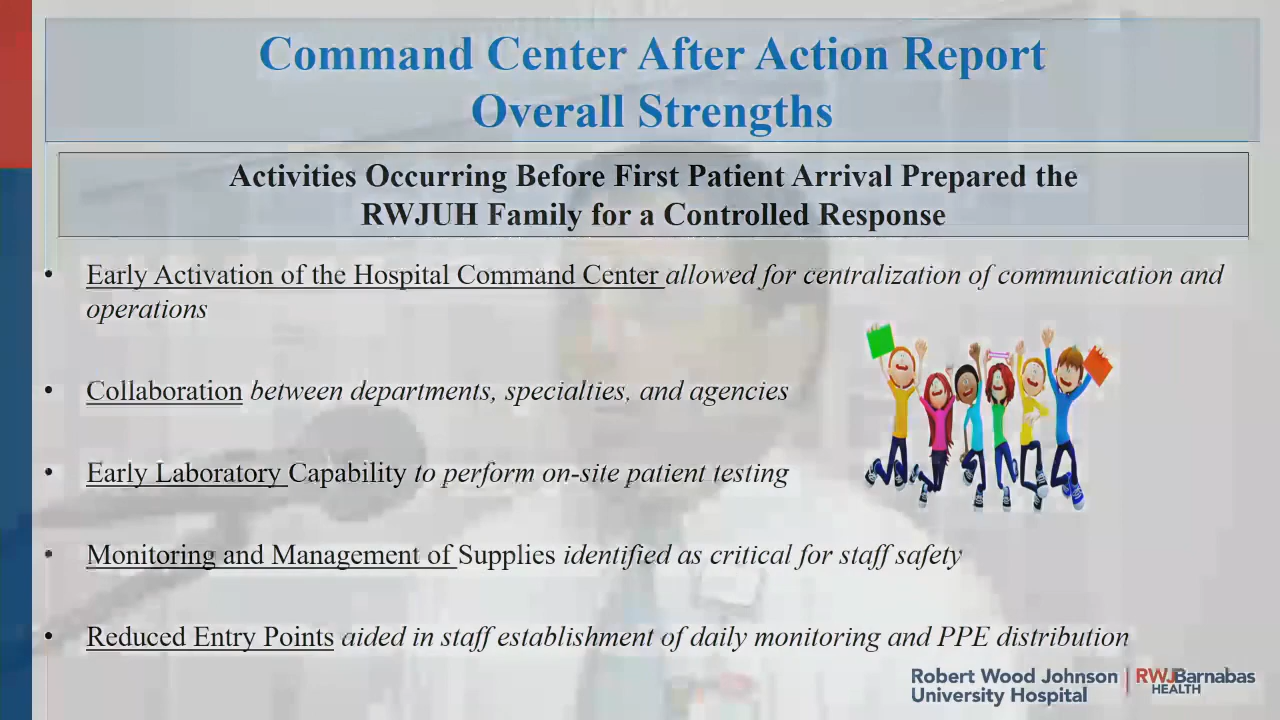 Command Center After Action Report
Overall Strengths
Activities Occurring Before First Patient Arrival Prepared the
RWJUH Family for a Controlled Response
• Early Activation of the Hospital Command Center allowed for centralization of communication and
operations
• Collaboration between departments, specialties, and agencies
• Early Laboratory Capability to perform on-site patient testing
• Monitoring and Management of Supplies identified as critical for staff safety
• Reduced Entry Points aided in staff establishment of daily monitoring and PPE distribution
Robert Wood Johnson | RWJBarnabas
University Hospital HEALTH